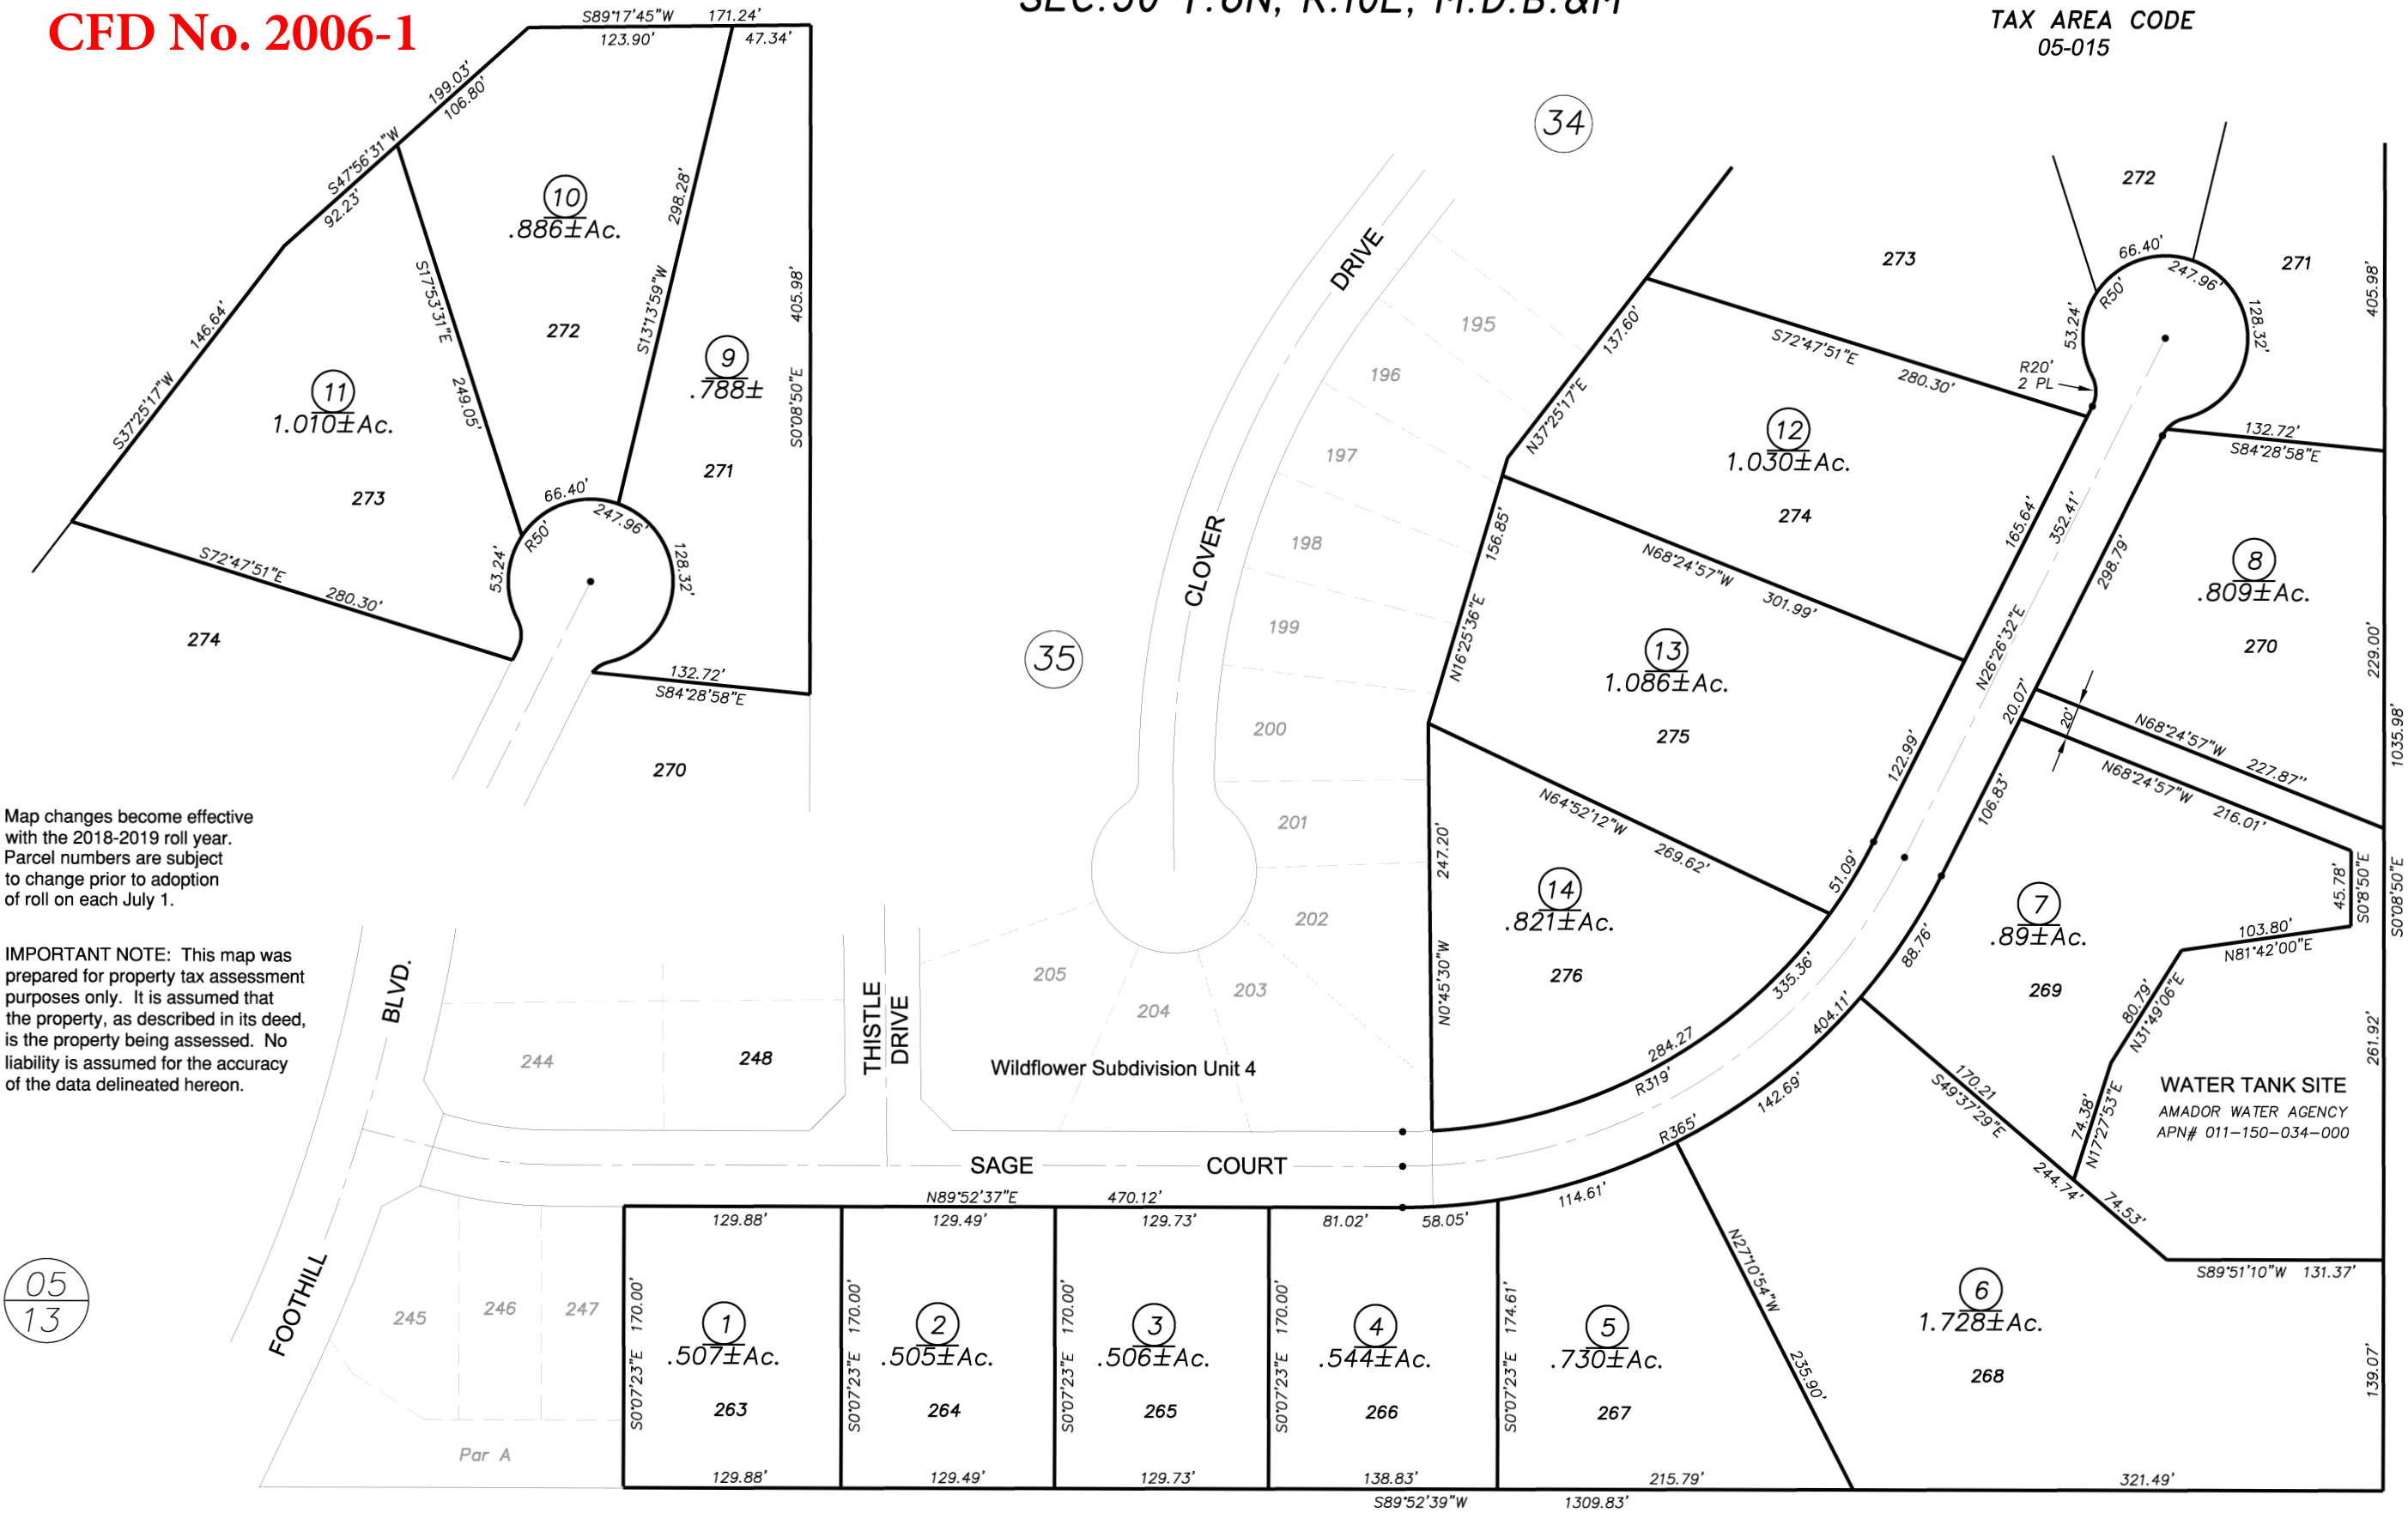 CFD No. 2006-1
TAX AREA CODE
05-015
S89°17'45"W 171.24'
123.90' 47.34'
199.03'
106.80'
S47°56'31"W
92.23'
146.64'
S37°25'17"W
S17°53'31"E
249.05'
10
.886±Ac.
272
298.28'
S13°13'59"W
9
.788±
271
405.98'
S0°08'50"E
11
1.010±Ac.
273
66.40'
247.96'
R50'
53.24'
128.32'
S72°47'51"E
280.30'
274
132.72'
S84°28'58"E
270
Map changes become effective
with the 2018-2019 roll year.
Parcel numbers are subject
to change prior to adoption
of roll on each July 1.
IMPORTANT NOTE: This map was
prepared for property tax assessment
purposes only. It is assumed that
the property, as described in its deed,
is the property being assessed. No
liability is assumed for the accuracy
of the data delineated hereon.
34
35
CLOVER DRIVE
195
196
197
198
199
200
201
202
203
204
205
Wildflower Subdivision Unit 4
272
273
271
66.40'
247.96'
R50'
53.24'
128.32'
405.98'
R20'
2 PL
137.60'
N37°25'17"E
S72°47'51"E
280.30'
12
1.030±Ac.
274
132.72'
S84°28'58"E
156.85'
N16°25'36"E
N68°24'57"W
301.99'
165.64'
352.41'
298.79'
N26°26'32"E
8
.809±Ac.
270
229.00'
1035.98'
13
1.086±Ac.
275
122.99'
20.07'
20'
N68°24'57"W
227.87"
N68°24'57"W
216.01'
106.83'
N64°52'12"W
269.62'
247.20'
N0°45'30"W
51.09'
14
.821±Ac.
276
335.36'
284.27
R319'
88.76'
404.11'
142.69'
R365'
7
.89±Ac.
269
45.78'
S0°8'50"E
S0°08'50"E
103.80'
N81°42'00"E
80.79'
N31°49'06"E
74.38'
N17°27'53"E
261.92'
WATER TANK SITE
AMADOR WATER AGENCY
APN# 011-150-034-000
170.21
S49°37'29"E
244.74'
74.53'
S89°51'10"W 131.37'
FOOTHILL BLVD.
244
248
THISTLE
DRIVE
SAGE COURT
N89°52'37"E 470.12'
129.88'
129.49'
129.73'
81.02'
58.05'
114.61'
05
13
245
246
247
Par A
S0°07'23"E 170.00'
1
.507±Ac.
263
129.88'
S0°07'23"E 170.00'
2
.505±Ac.
264
129.49'
S0°07'23"E 170.00'
3
.506±Ac.
265
129.73'
S0°07'23"E 170.00'
4
.544±Ac.
266
138.83'
S0°07'23"E 174.61'
5
.730±Ac.
267
215.79'
N27°10'54"W
235.90'
6
1.728±Ac.
268
321.49'
139.07'
S89°52'39"W 1309.83'